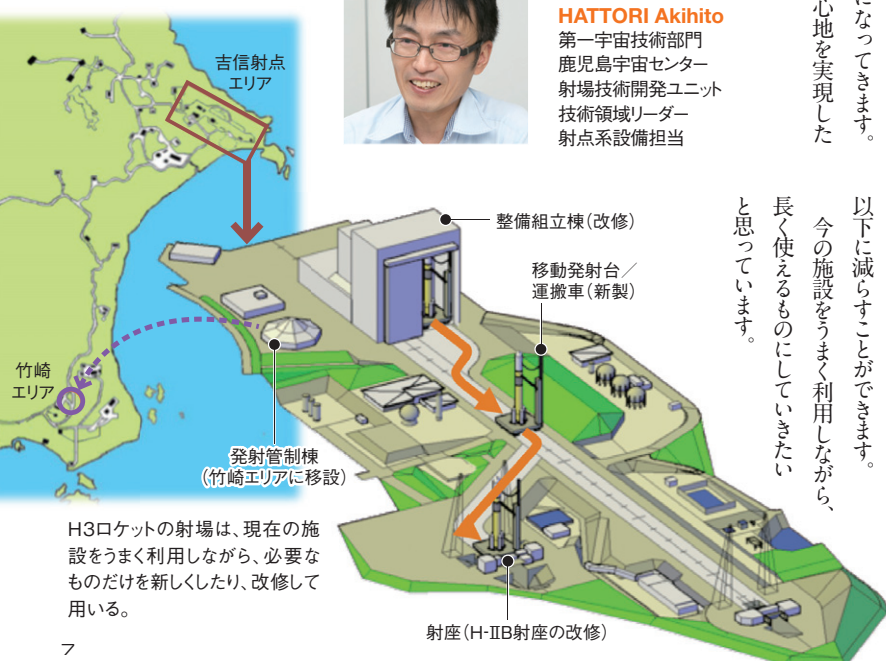 になってきます。
心地を実現した
HATTORI Akihito
第一宇宙技術部門
鹿児島宇宙センター
射場技術開発ユニット
技術領域リーダー
射点系設備担当
以下に減らすことができます。
今の施設をうまく利用しながら、
長く使えるものにしていきたい
と思っています。
吉信射点
エリア
整備組立棟（改修）
移動発射台／
運搬車（新製）
竹崎
エリア
発射管制棟
（竹崎エリアに移設）
H3ロケットの射場は、現在の施
設をうまく利用しながら、必要な
ものだけを新しくしたり、改修して
用いる。
射座（H-ⅡB射座の改修）
7